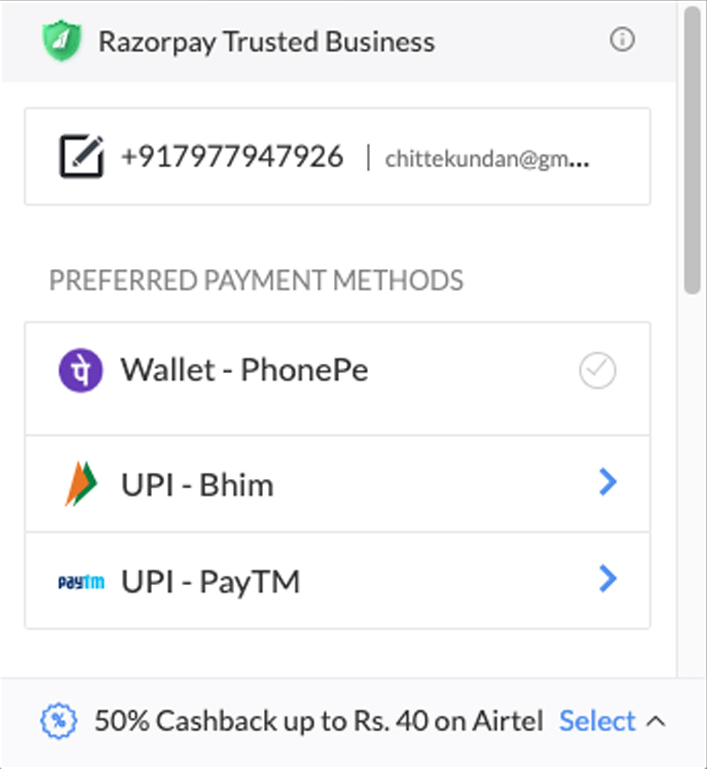 Razorpay Trusted Business
+917977947926 | chittekundan@gm...
PREFERRED PAYMENT METHODS
पे Wallet - PhonePe
UPI - Bhim
paytm UPI - PayTM
% 50% Cashback up to Rs. 40 on Airtel Select